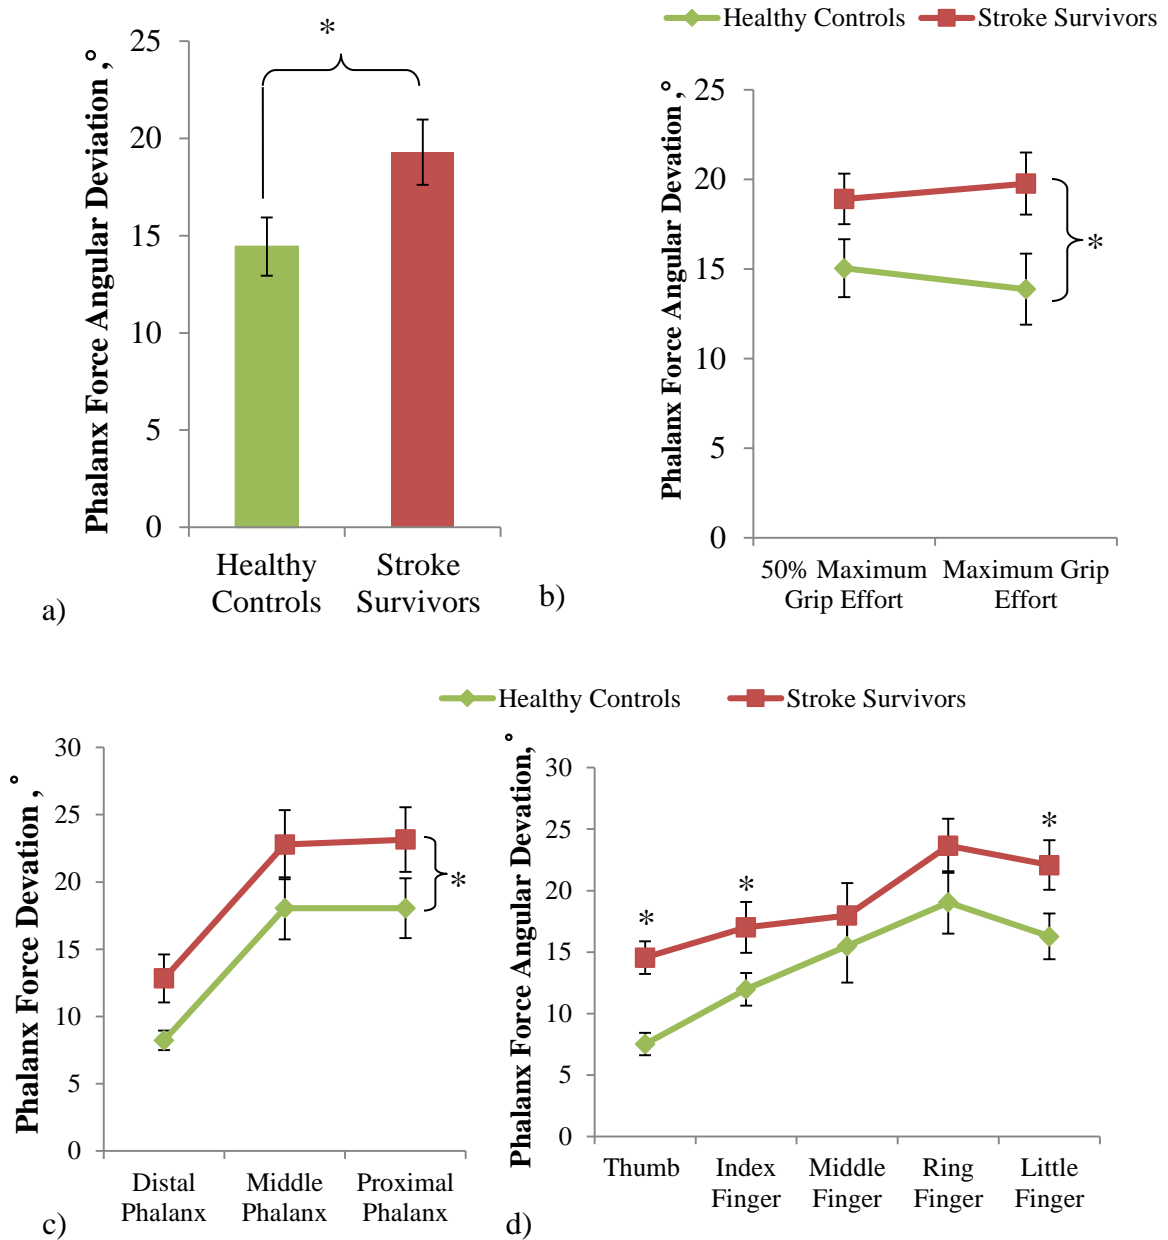 *
Phalanx Force Angular Deviation ,°
25
20
15
10
5
0
Healthy
Controls
Stroke
Survivors
a)
Healthy Controls
Stroke Survivors
Phalanx Force Angular Devation ,°
25
20
15
10
5
0
*
50% Maximum
Grip Effort
Maximum Grip
Effort
b)
Healthy Controls
Stroke Survivors
Phalanx Force Devation ,°
30
25
20
15
10
5
0
*
Distal
Phalanx
Middle
Phalanx
Proximal
Phalanx
c)
Phalanx Force Angular Devation,°
30
25
20
15
10
5
0
*
*
*
Thumb
Index
Finger
Middle
Finger
Ring
Finger
Little
Finger
d)